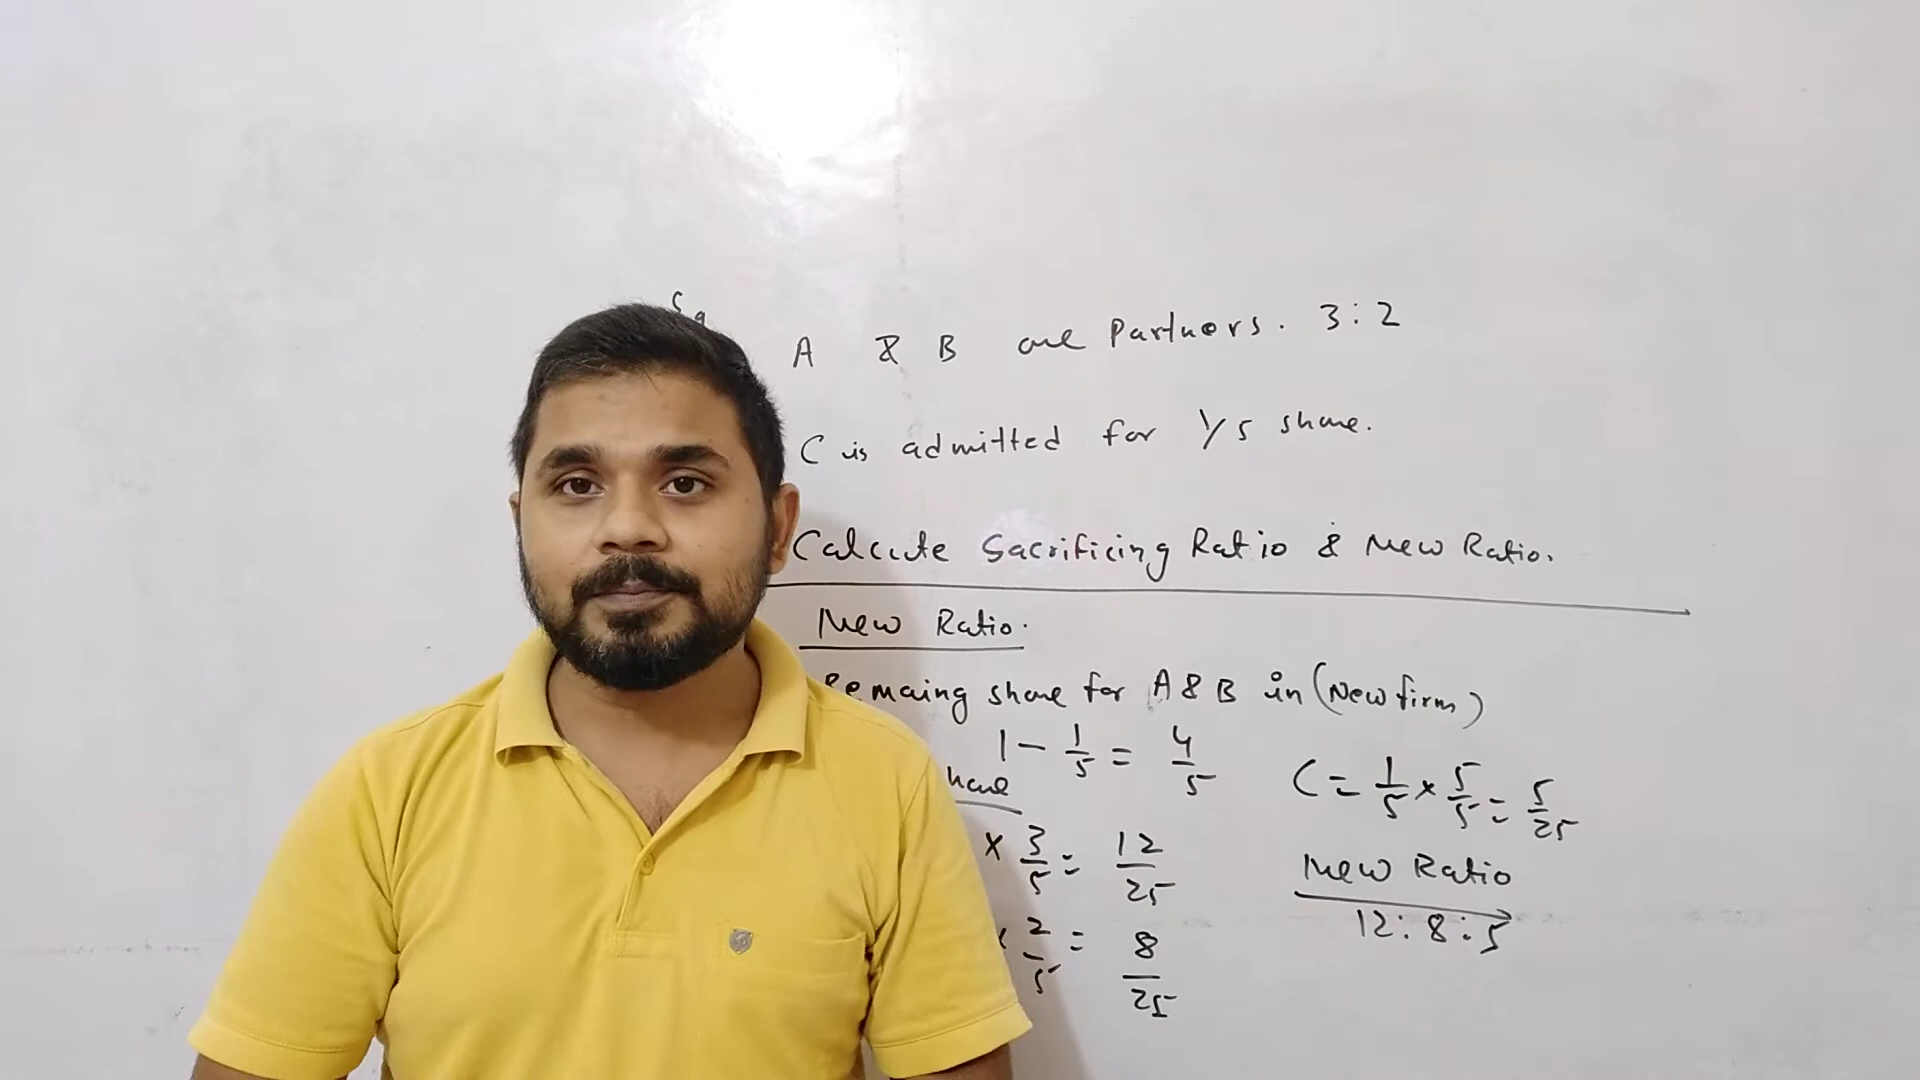 A & B are Partners. 3:2
C is admitted for 1/5 share.
Calcute Sacrificing Ratio & New Ratio.
New Ratio.
Remaing share for A & B in (New firm)
1 - 1/5 = 4/5
C = 1/5 × 5/5 = 5/25
hare
× 3/5 = 12/25
New Ratio
12:8:5
× 2/5 = 8/25